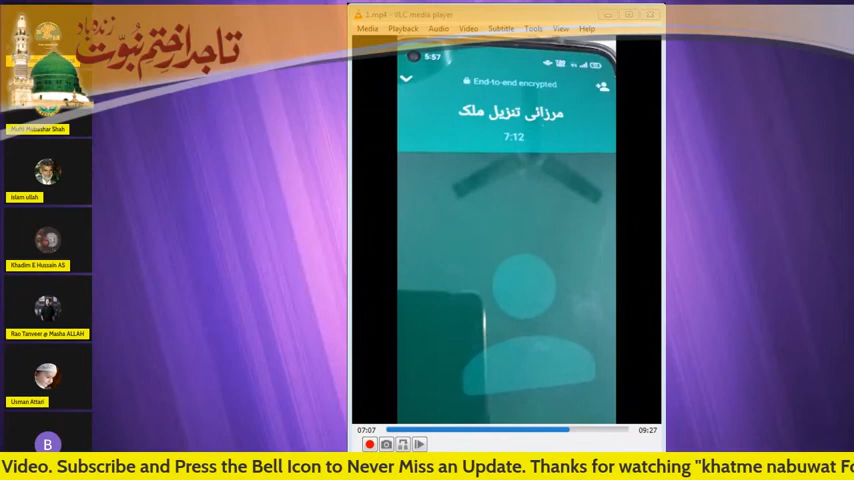 تاجدار ختم نبوت
زندہ باد
Mufti Mubashar Shah
Islam ullah
Khadim E Hussain AS
Rao Tanveer @ Masha ALLAH
Usman Attari
B
1.mp4 - VLC media player
Media Playback Audio Video Subtitle Tools View Help
5:57
End-to-end encrypted
مرزائی تنزیل ملک
7:12
07:07
09:27
Video. Subscribe and Press the Bell Icon to Never Miss an Update. Thanks for watching "khatme nabuwat Fo